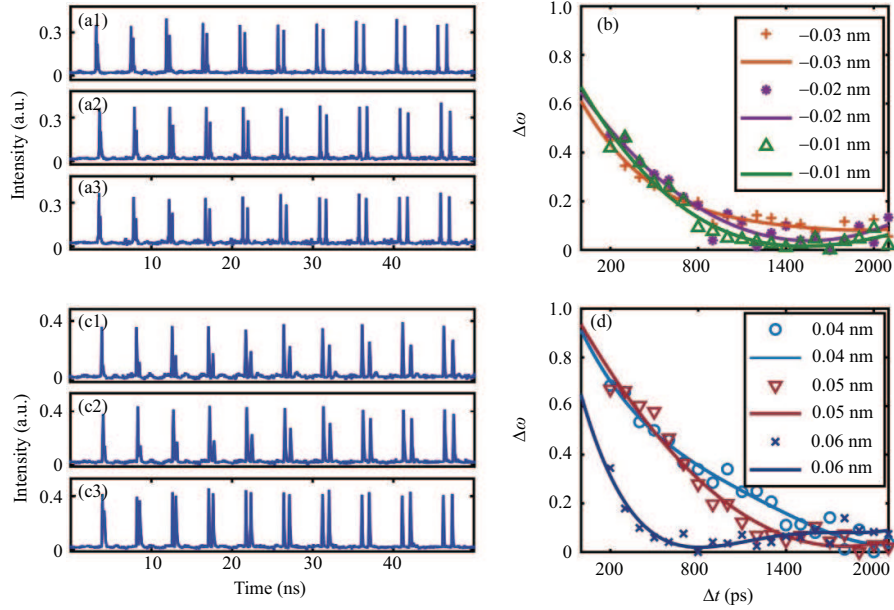 (a1)
0.3
0
(a2)
0.3
0
(a3)
0.3
0
Intensity (a.u.)
10
20
30
40
(b)
1.0
0.8
0.6
0.4
0.2
0
Δω
200
800
1400
2000
−0.03 nm
−0.03 nm
−0.02 nm
−0.02 nm
−0.01 nm
−0.01 nm
(c1)
0.4
0
(c2)
0.4
0
(c3)
0.4
0
Intensity (a.u.)
10
20
30
40
Time (ns)
(d)
1.0
0.8
0.6
0.4
0.2
0
Δω
200
800
1400
2000
Δt (ps)
0.04 nm
0.04 nm
0.05 nm
0.05 nm
0.06 nm
0.06 nm